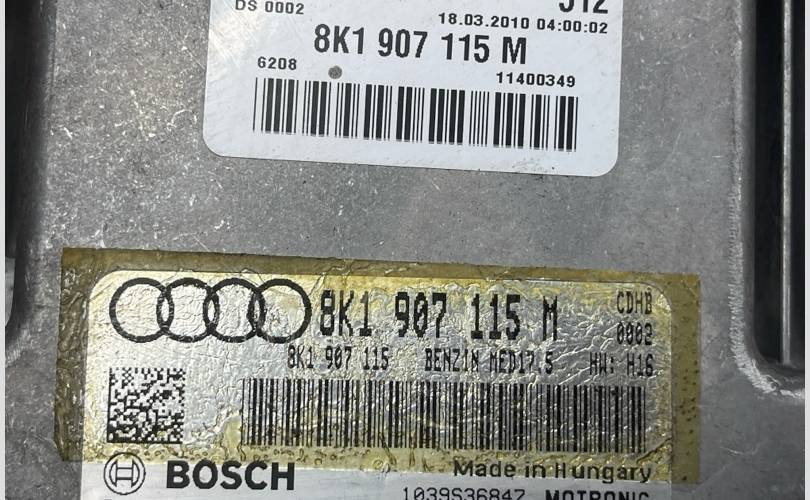 J12
DS 0002
18.03.2010 04:00:02
8K1 907 115 M
6208
11400349
8K1 907 115 M
CDHB
0002
8K1 907 115 BENZIN MED17.5 HW: H16
BOSCH
Made in Hungary
1039S36847 MOTRONIC